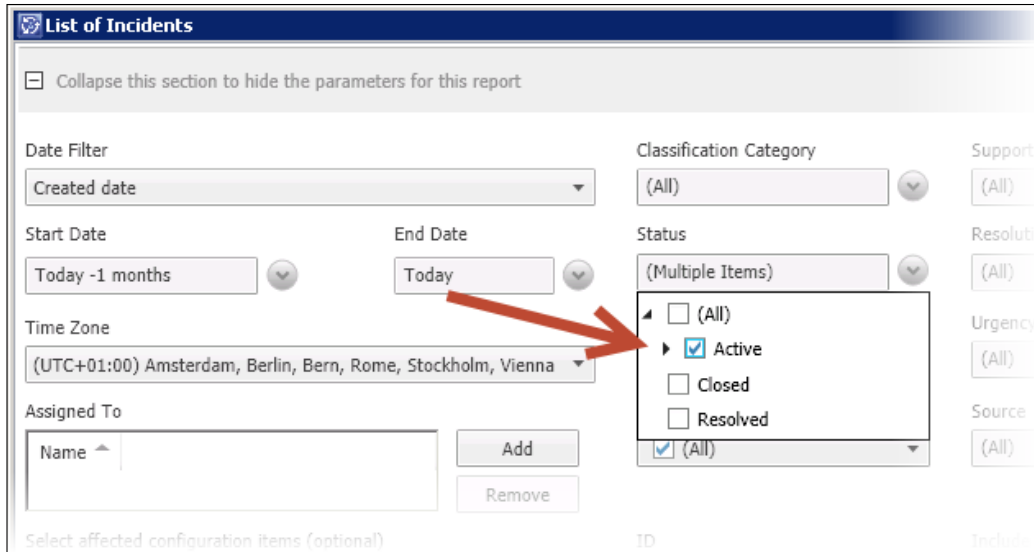 List of Incidents
Collapse this section to hide the parameters for this report
Date Filter
Classification Category
Support
Created date
(All)
(All)
Start Date
End Date
Status
Resoluti
Today -1 months
Today
(Multiple Items)
(All)
(All)
Time Zone
Active
Urgency
(UTC+01:00) Amsterdam, Berlin, Bern, Rome, Stockholm, Vienna
(All)
Closed
Assigned To
Resolved
Source
Name
Add
(All)
(All)
Remove
Select affected configuration items (optional)
ID
Include